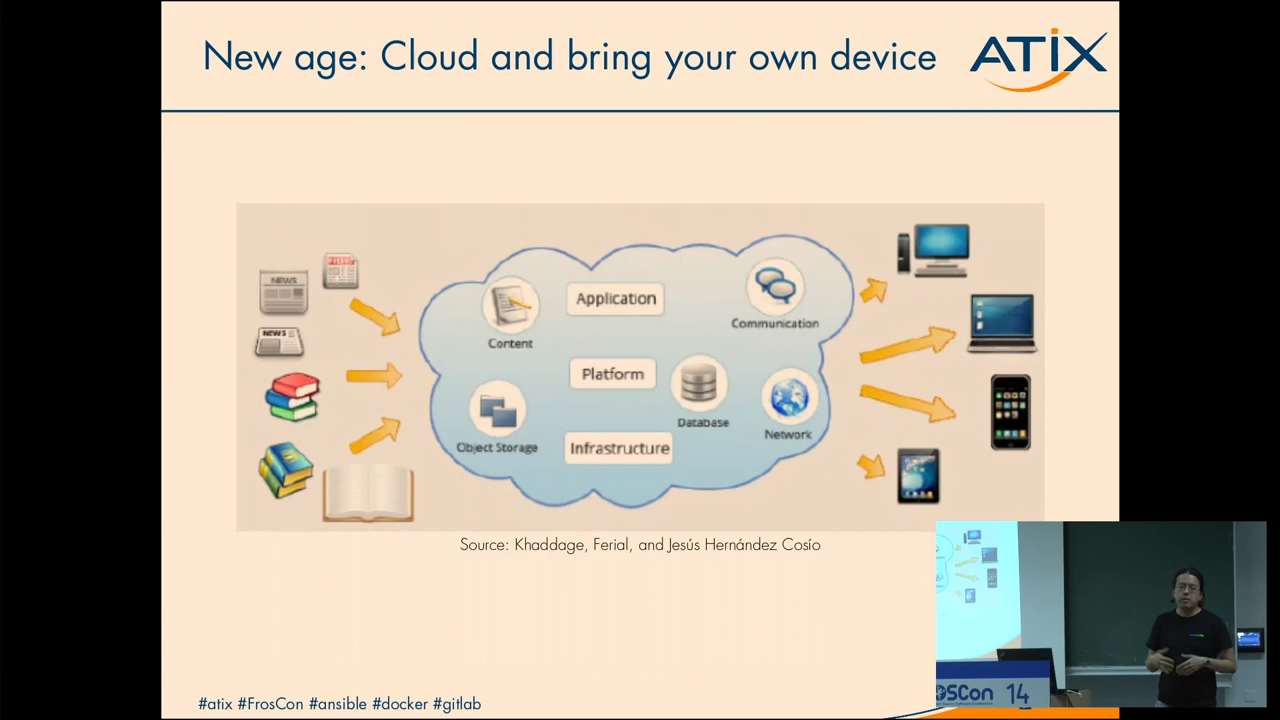 New age: Cloud and bring your own device
ATiX
NEWS
NEWS
Content
Application
Communication
Platform
Database
Network
Object Storage
Infrastructure
Source: Khaddage, Ferial, and Jesús Hernández Cosío
#atix #FrosCon #ansible #docker #gitlab
OSCon 14